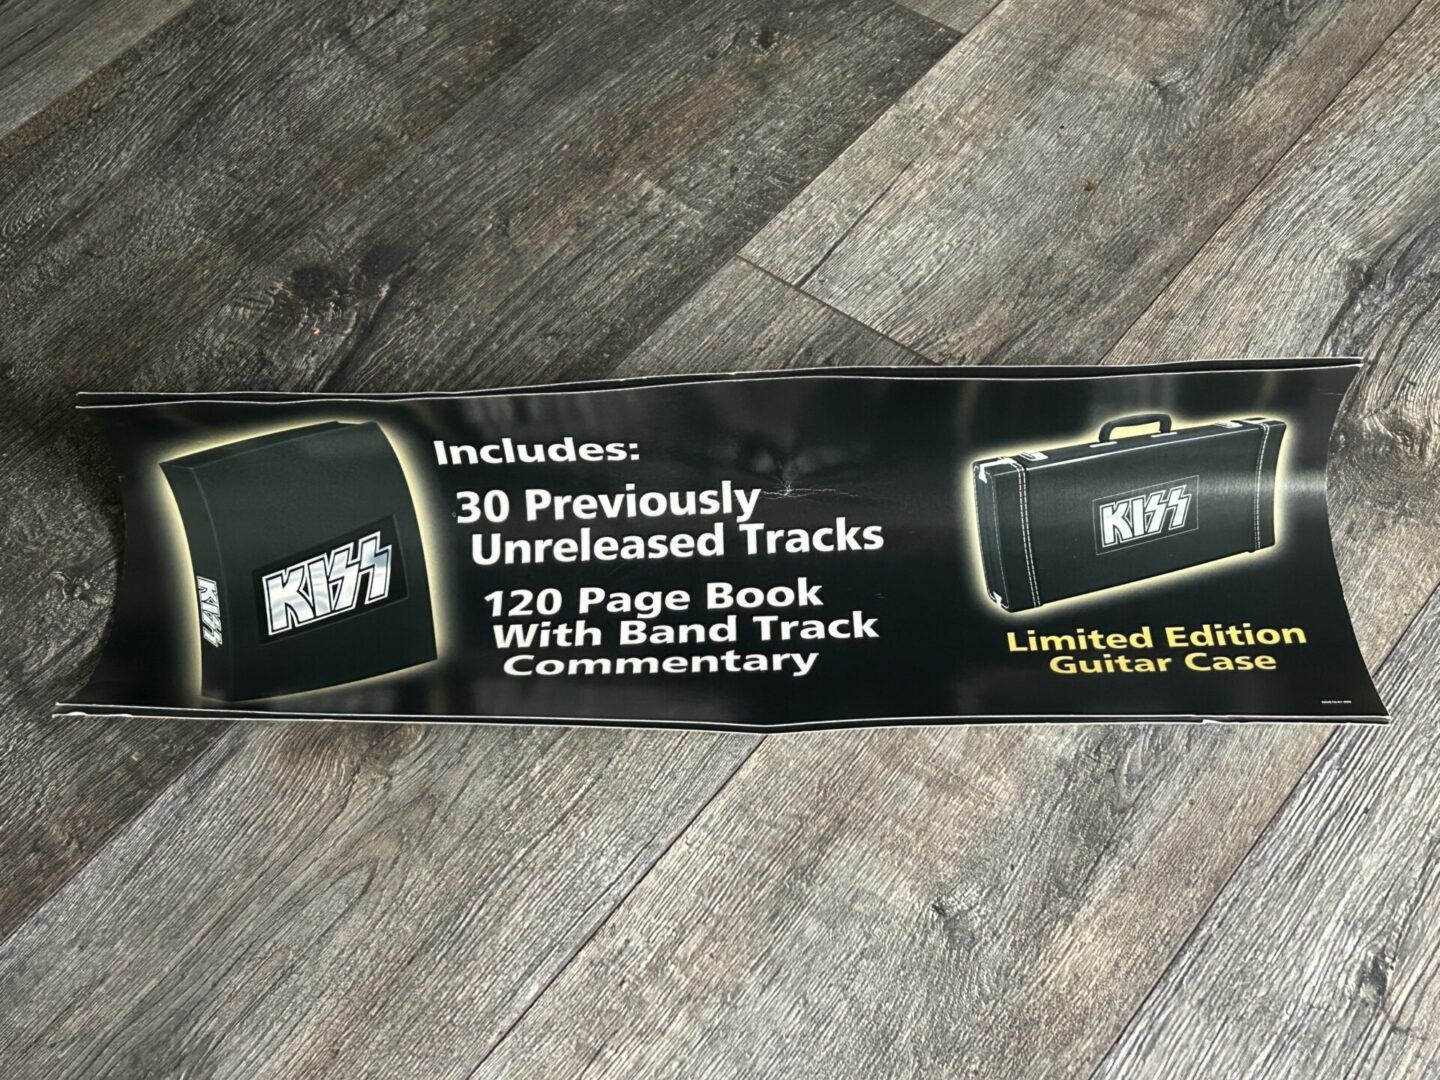 Includes:
30 Previously
Unreleased Tracks
120 Page Book
With Band Track
Commentary
KISS
KISS
KISS
Limited Edition
Guitar Case